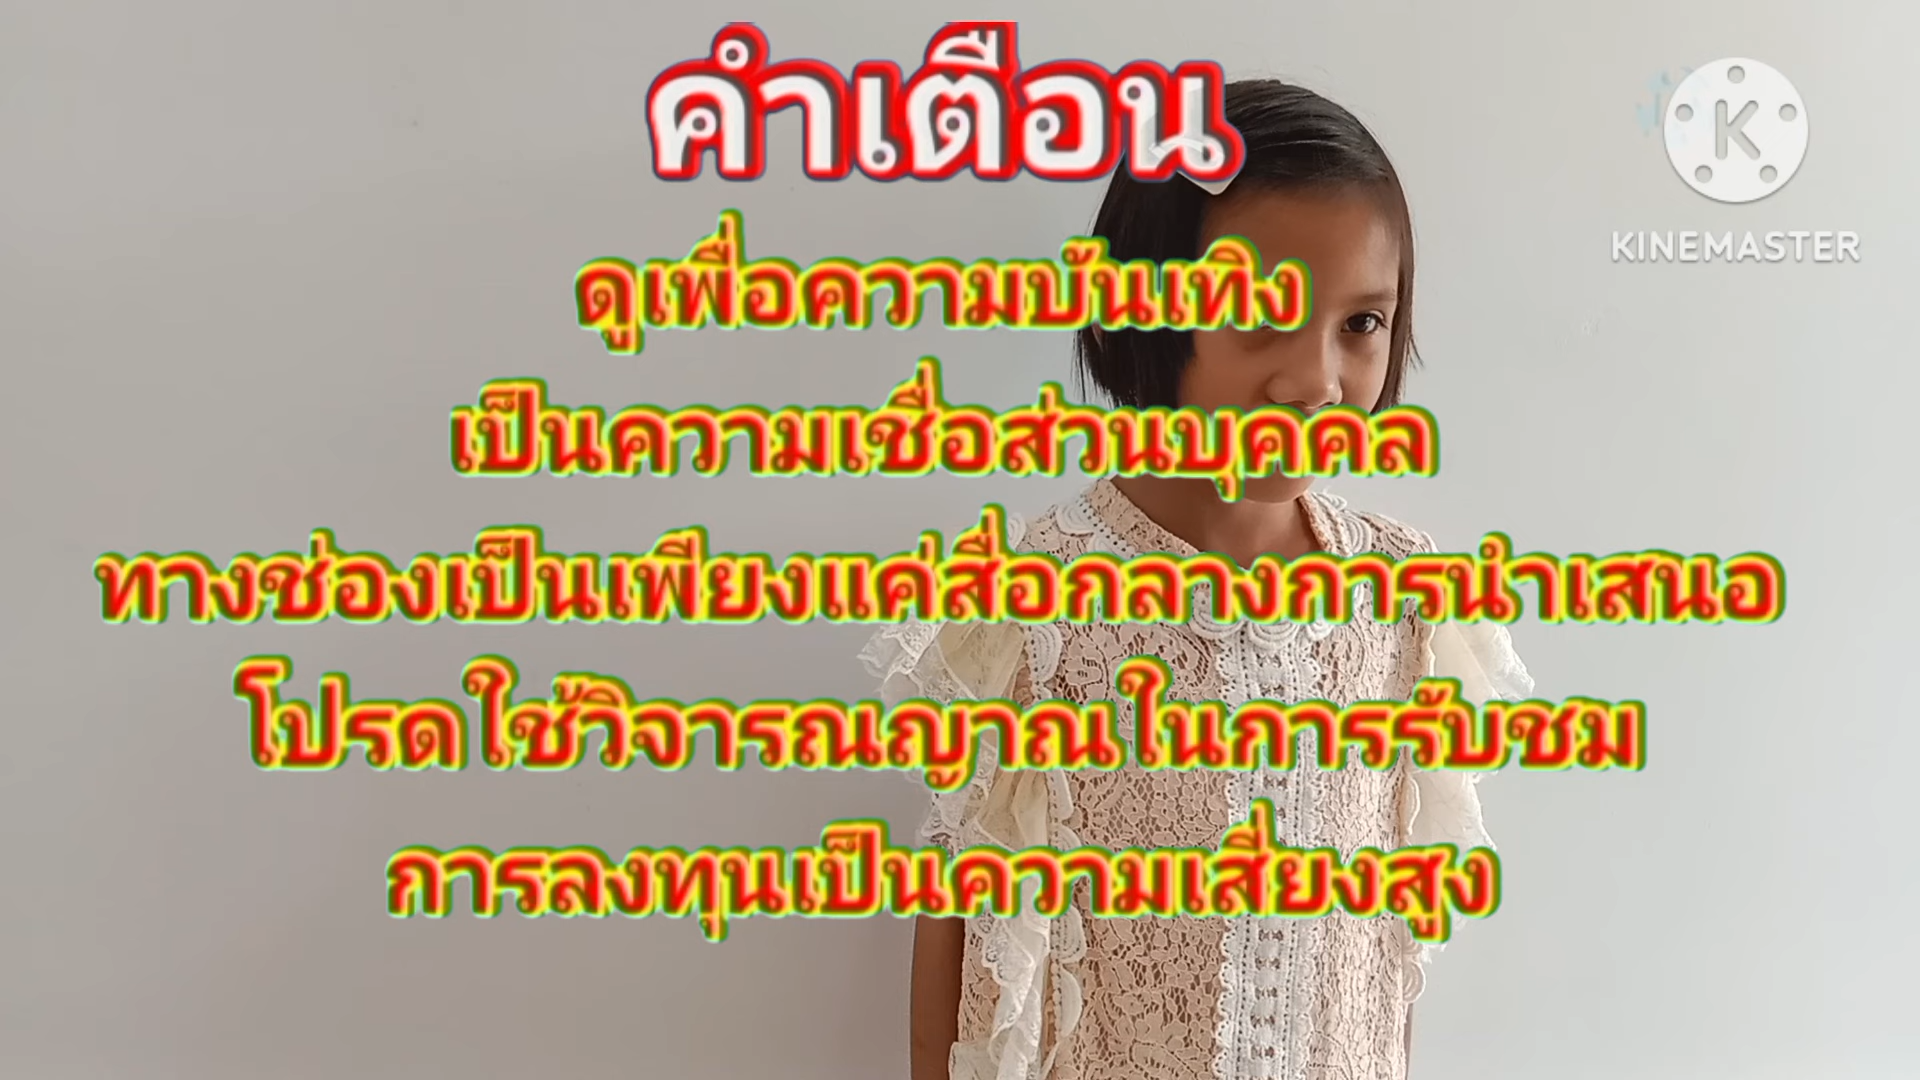 คำเตือน
KINEMASTER
ดูเพื่อความบันเทิง
เป็นความเชื่อส่วนบุคคล
ทางช่องเป็นเพียงแค่สื่อกลางการนำเสนอ
โปรดใช้วิจารณญาณในการรับชม
การลงทุนเป็นความเสี่ยงสูง